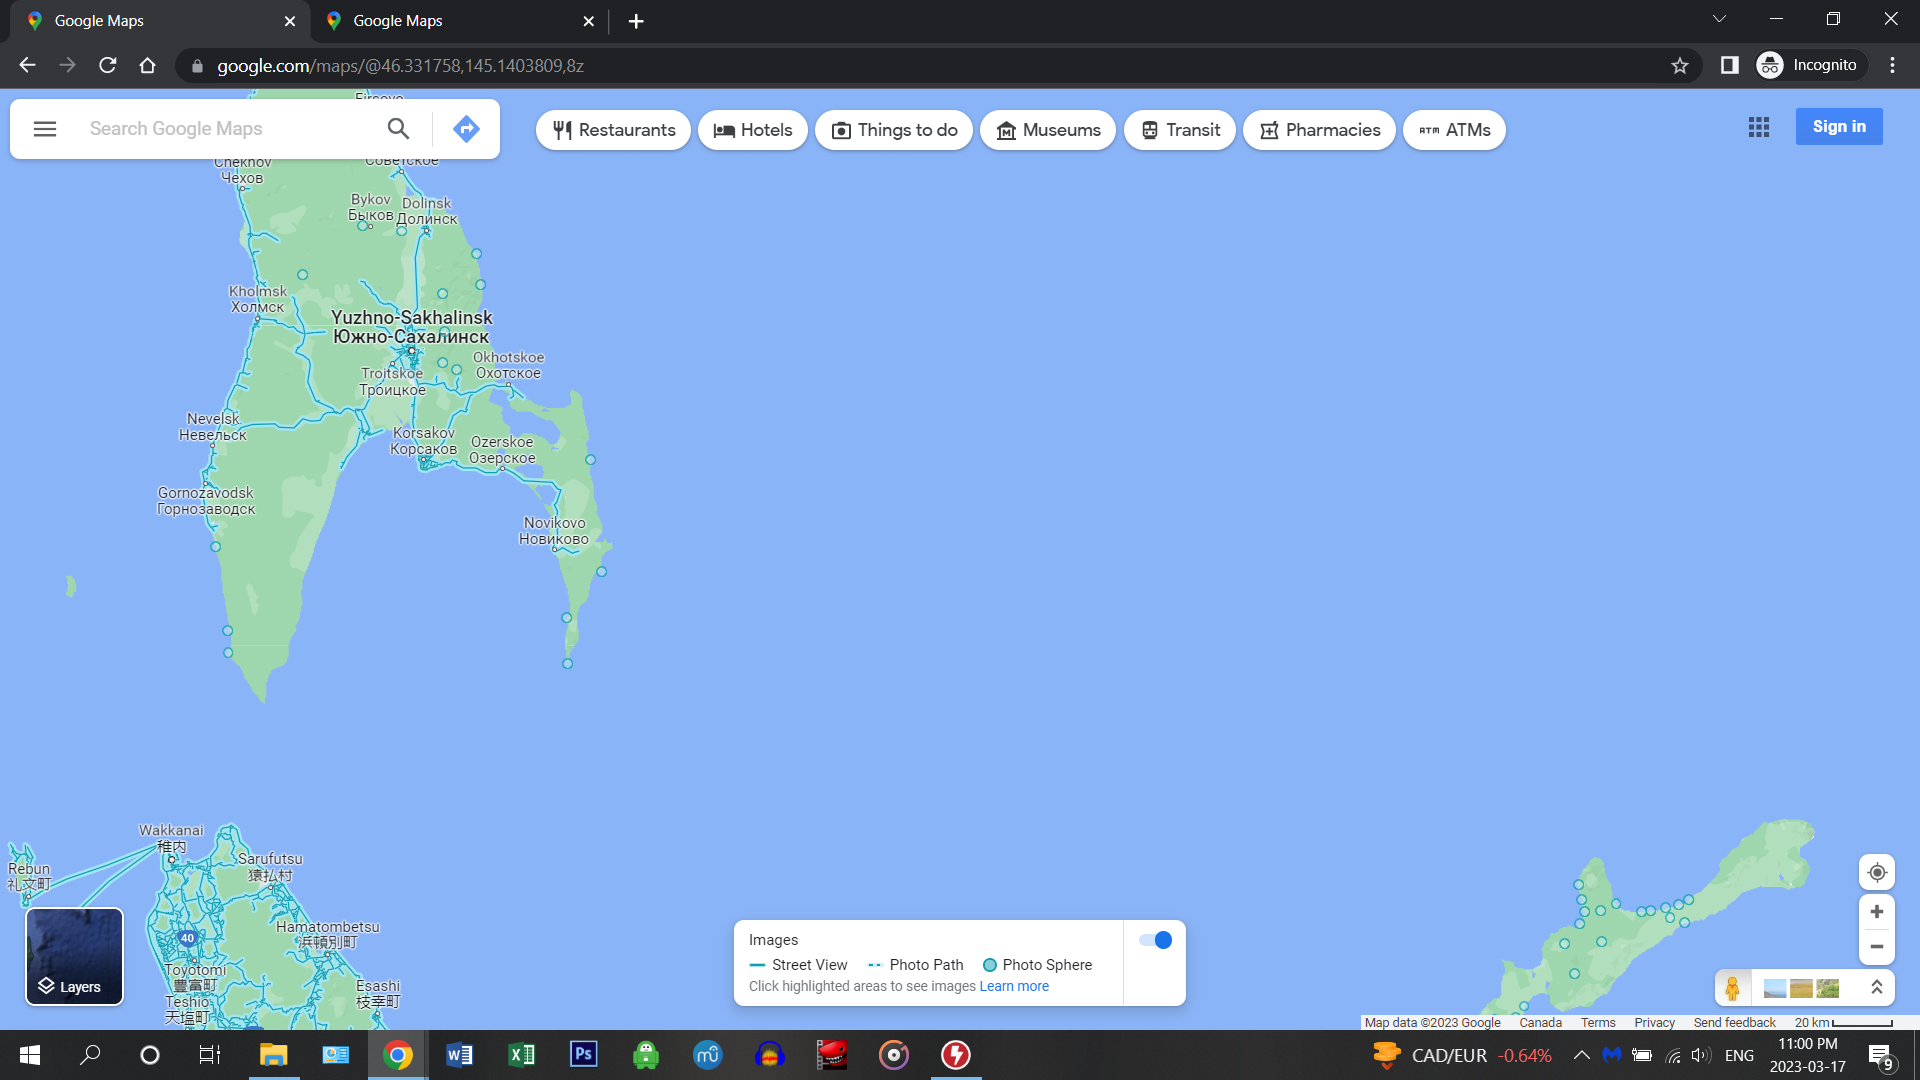 Google Maps
Google Maps
google.com/maps/@46.331758,145.1403809,8z
Incognito
Search Google Maps
Restaurants
Hotels
Things to do
Museums
Transit
Pharmacies
ATM ATMs
Sign in
Firsovo
Chekhov
Чехов
Советское
Bykov
Быков
Dolinsk
Долинск
Kholmsk
Холмск
Yuzhno-Sakhalinsk
Южно-Сахалинск
Okhotskoe
Охотское
Troitskoe
Троицкое
Nevelsk
Невельск
Korsakov
Корсаков
Ozerskoe
Озерское
Gornozavodsk
Горнозаводск
Novikovo
Новиково
Wakkanai
稚内
Sarufutsu
猿払村
Rebun
礼文町
Hamatombetsu
浜頓別町
40
Toyotomi
豊富町
Esashi
枝幸町
Teshio
天塩町
Layers
Images
Street View
Photo Path
Photo Sphere
Click highlighted areas to see images Learn more
Map data ©2023 Google
Canada
Terms
Privacy
Send feedback
20 km
W
X
Ps
CAD/EUR -0.64%
ENG
11:00 PM
2023-03-17
9